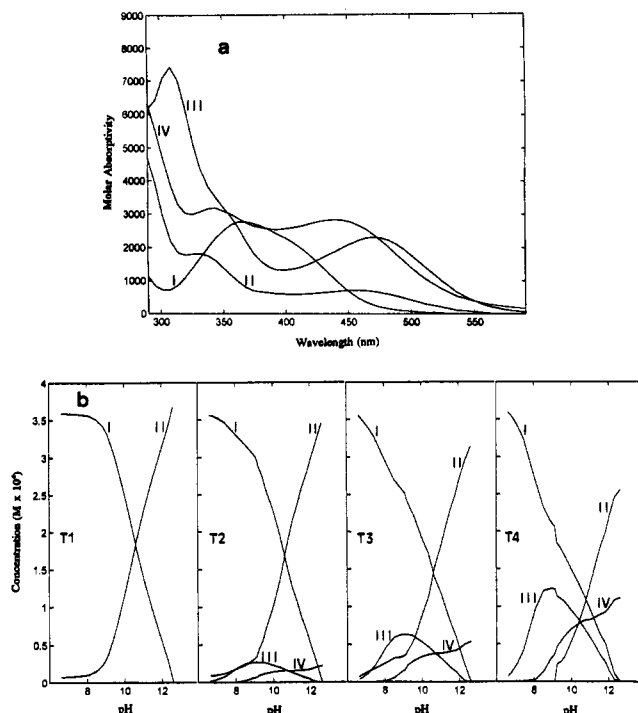 a
9000
8000
7000
6000
5000
4000
3000
2000
1000
0
Molar Absorptivity
III
IV
I
II
300
350
400
450
500
550
Wavelength (nm)
b
4
3.5
3
2.5
2
1.5
1
0.5
0
I II
T1
I II
T2
III
IV
I
II
T3
III
IV
I
II
T4
III
IV
8 10 12
8 10 12
8 10 12
8 10 12
pH
pH
pH
pH